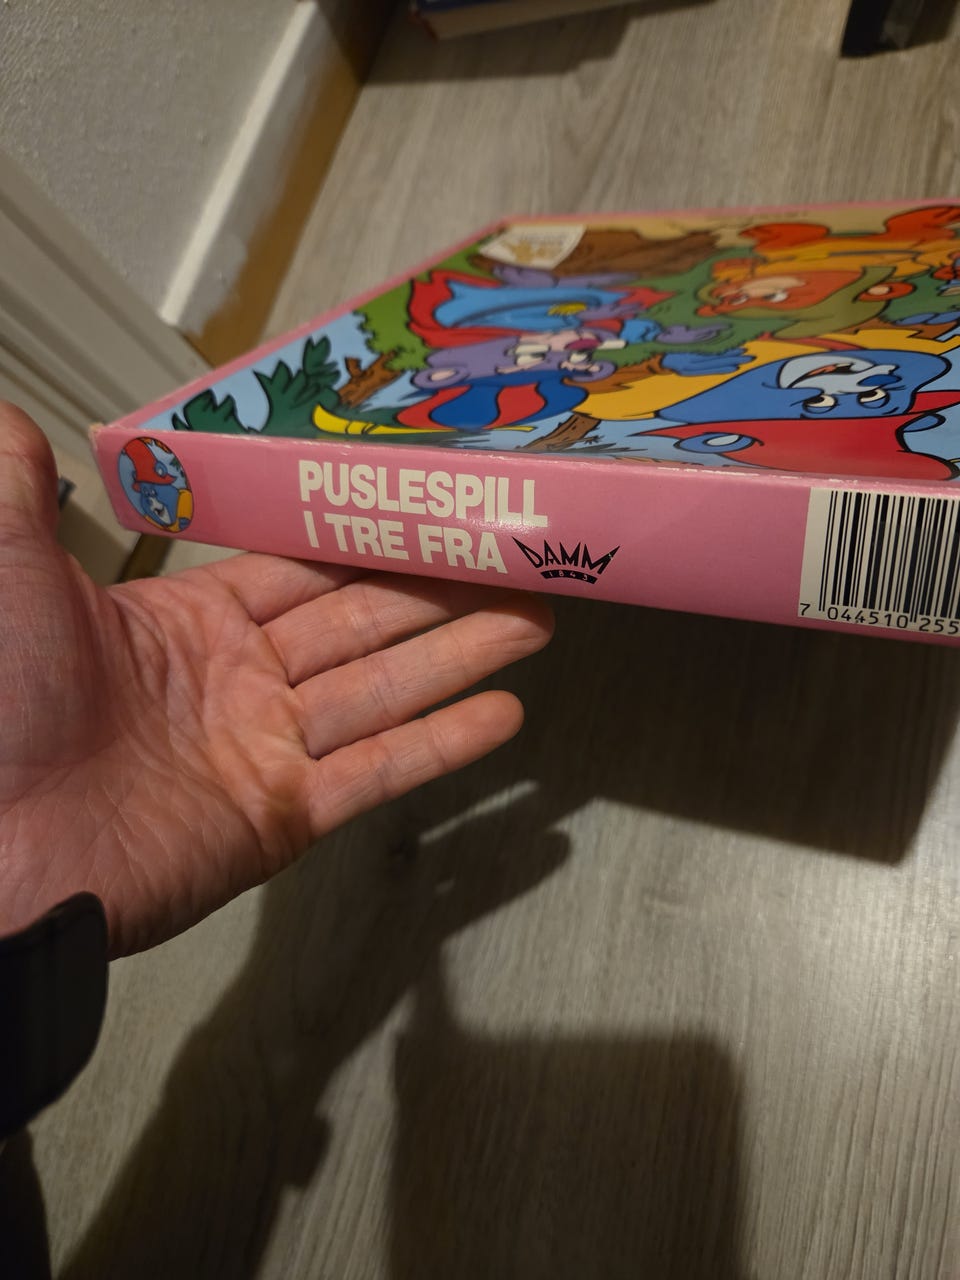 PUSLESPILL
I TRE FRA
DAMM
1843
7 044510 255